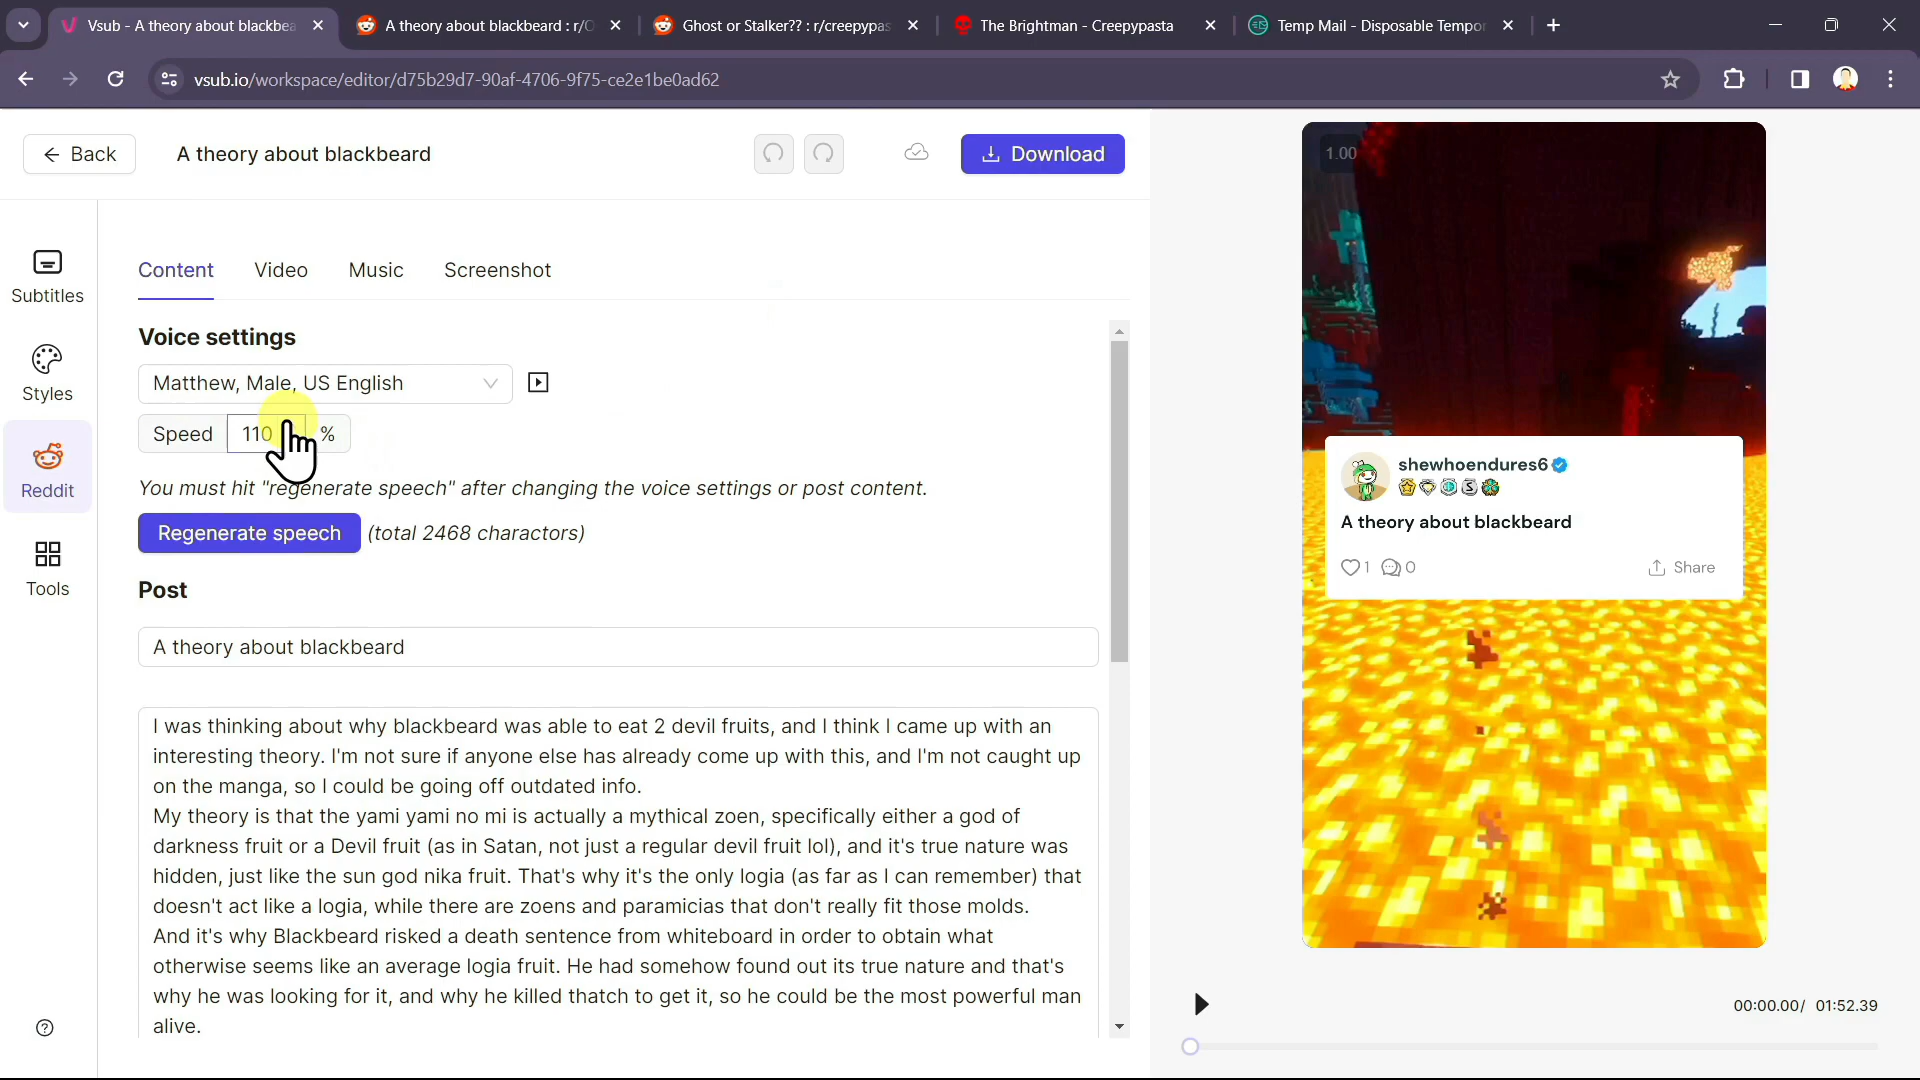 Vsub - A theory about blackbea
A theory about blackbeard : r/O
Ghost or Stalker?? : r/creepypas
The Brightman - Creepypasta
Temp Mail - Disposable Tempor
vsub.io/workspace/editor/d75b29d7-90af-4706-9f75-ce2e1be0ad62
Back
A theory about blackbeard
Download
1.00
Subtitles
Styles
Reddit
Tools
Content
Video
Music
Screenshot
Voice settings
Matthew, Male, US English
Speed
110
%
You must hit "regenerate speech" after changing the voice settings or post content.
Regenerate speech
(total 2468 characters)
Post
A theory about blackbeard
I was thinking about why blackbeard was able to eat 2 devil fruits, and I think I came up with an
interesting theory. I'm not sure if anyone else has already come up with this, and I'm not caught up
on the manga, so I could be going off outdated info.
My theory is that the yami yami no mi is actually a mythical zoen, specifically either a god of
darkness fruit or a Devil fruit (as in Satan, not just a regular devil fruit lol), and it's true nature was
hidden, just like the sun god nika fruit. That's why it's the only logia (as far as I can remember) that
doesn't act like a logia, while there are zoens and paramicias that don't really fit those molds.
And it's why Blackbeard risked a death sentence from whiteboard in order to obtain what
otherwise seems like an average logia fruit. He had somehow found out its true nature and that's
why he was looking for it, and why he killed thatch to get it, so he could be the most powerful man
alive.
shewhoendures6
A theory about blackbeard
1
0
Share
00:00.00/ 01:52.39